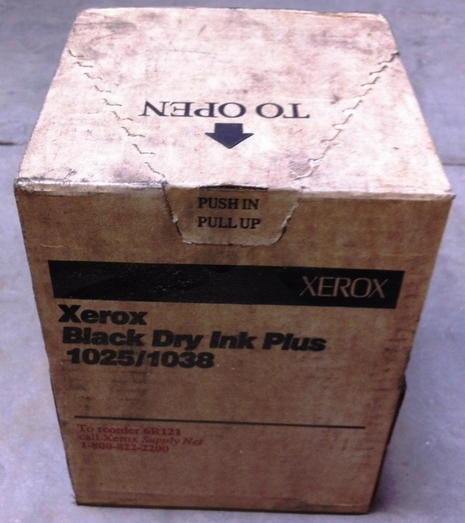 TO OPEN
PUSH IN
PULL UP
XEROX
Xerox
Black Dry Ink Plus
1025/1038
To reorder 6R121
call Xerox Supply Net
1-800-822-2200